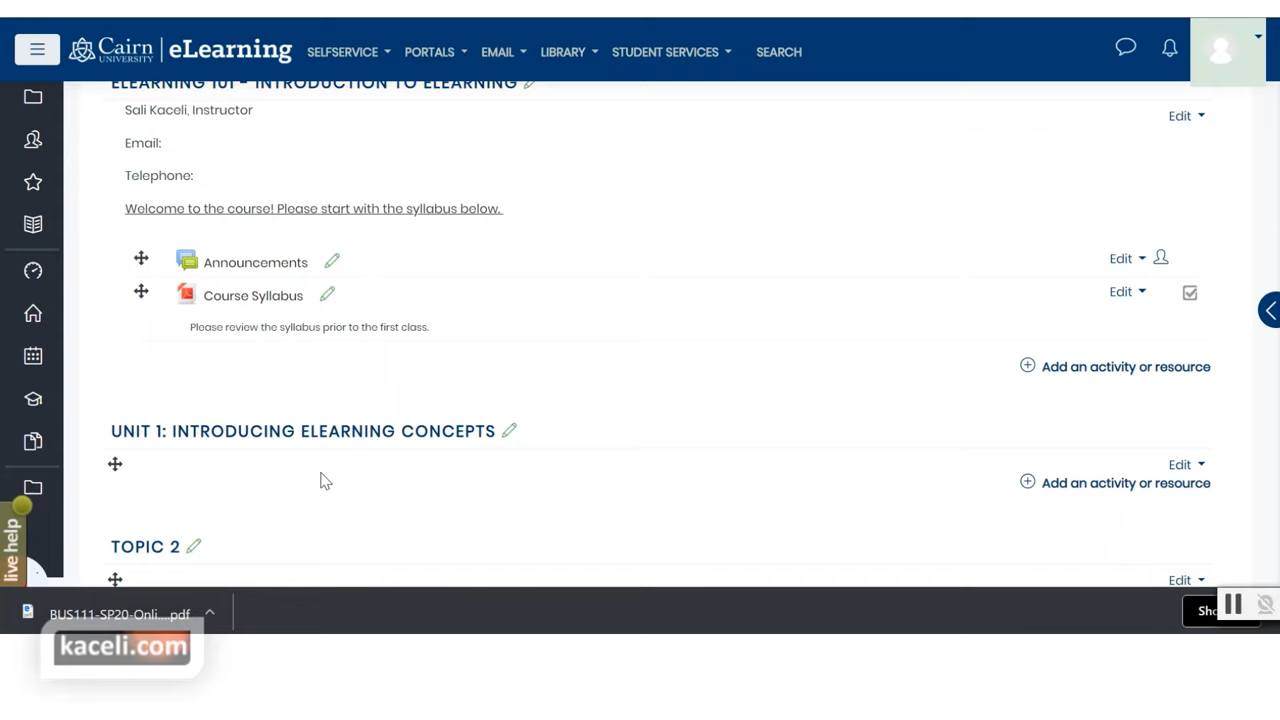 Cairn UNIVERSITY eLearning SELFSERVICE PORTALS EMAIL LIBRARY STUDENT SERVICES SEARCH
ELEARNING 101 - INTRODUCTION TO ELEARNING
Sali Kaceli, Instructor
Edit
Email:
Telephone:
Welcome to the course! Please start with the syllabus below.
Announcements Edit
Course Syllabus Edit
Please review the syllabus prior to the first class.
Add an activity or resource
UNIT 1: INTRODUCING ELEARNING CONCEPTS
Edit
Add an activity or resource
TOPIC 2
Edit
live help
BUS111-SP20-Onli....pdf
kaceli.com